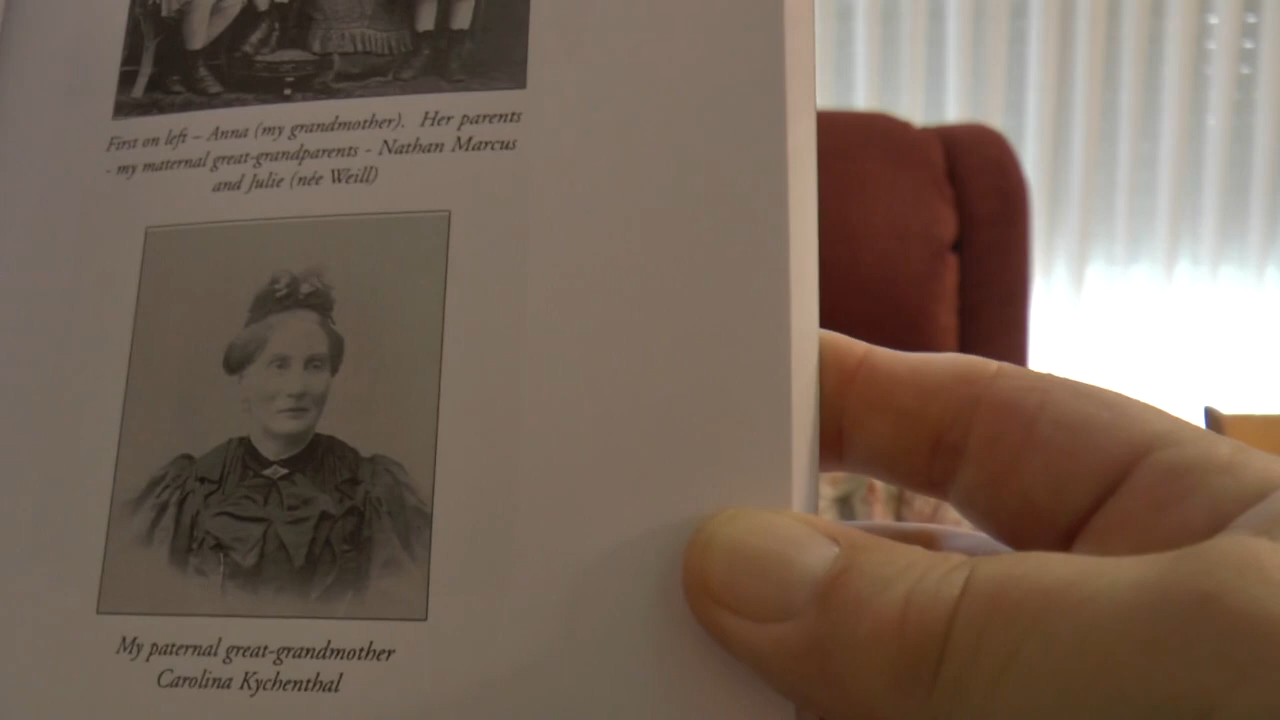 First on left – Anna (my grandmother). Her parents
- my maternal great-grandparents - Nathan Marcus
and Julie (née Weill)
My paternal great-grandmother
Carolina Kychenthal